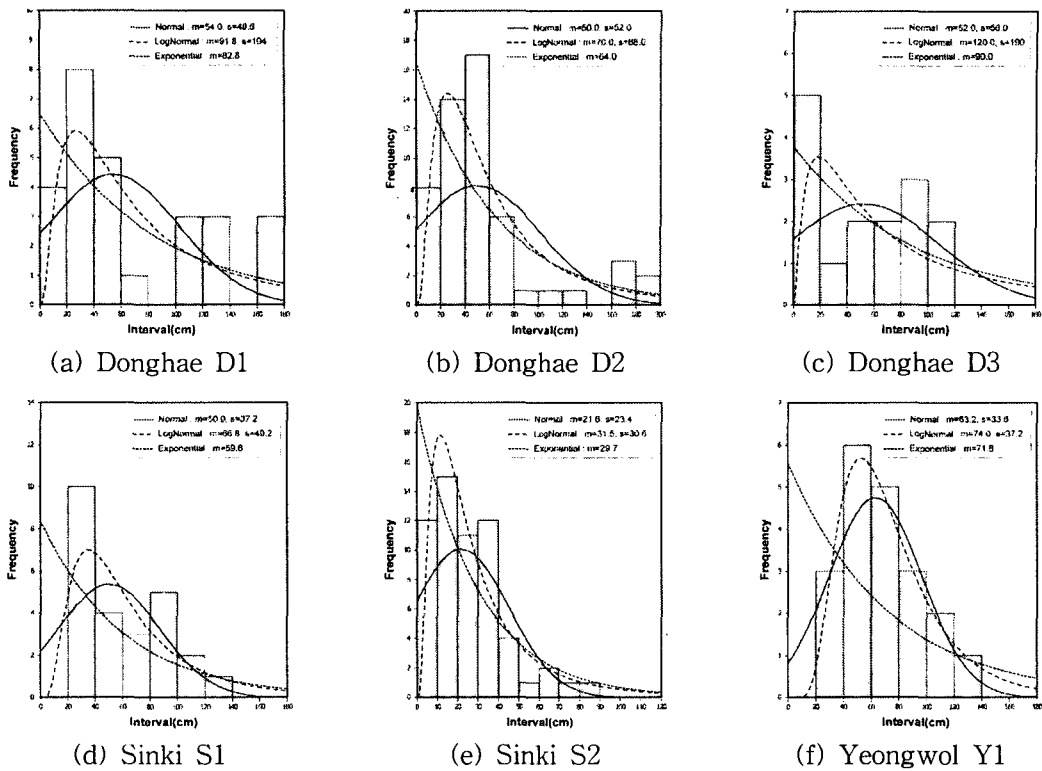 Normal : m=54.0, s=48.6
LogNormal : m=91.8, s=194
Exponential : m=82.8
Frequency
Interval(cm)
(a) Donghae D1
Normal : m=50.0, s=52.0
LogNormal : m=70.0, s=88.0
Exponential : m=64.0
Frequency
Interval(cm)
(b) Donghae D2
Normal : m=52.0, s=56.0
LogNormal : m=120.0, s=190
Exponential : m=90.0
Frequency
Interval(cm)
(c) Donghae D3
Normal : m=50.0, s=37.2
LogNormal : m=66.8, s=49.2
Exponential : m=59.6
Frequency
Interval(cm)
(d) Sinki S1
Normal : m=21.6, s=23.4
LogNormal : m=31.5, s=30.6
Exponential : m=29.7
Frequency
Interval(cm)
(e) Sinki S2
Normal : m=63.2, s=33.6
LogNormal : m=74.0, s=37.2
Exponential : m=71.8
Frequency
Interval(cm)
(f) Yeongwol Y1